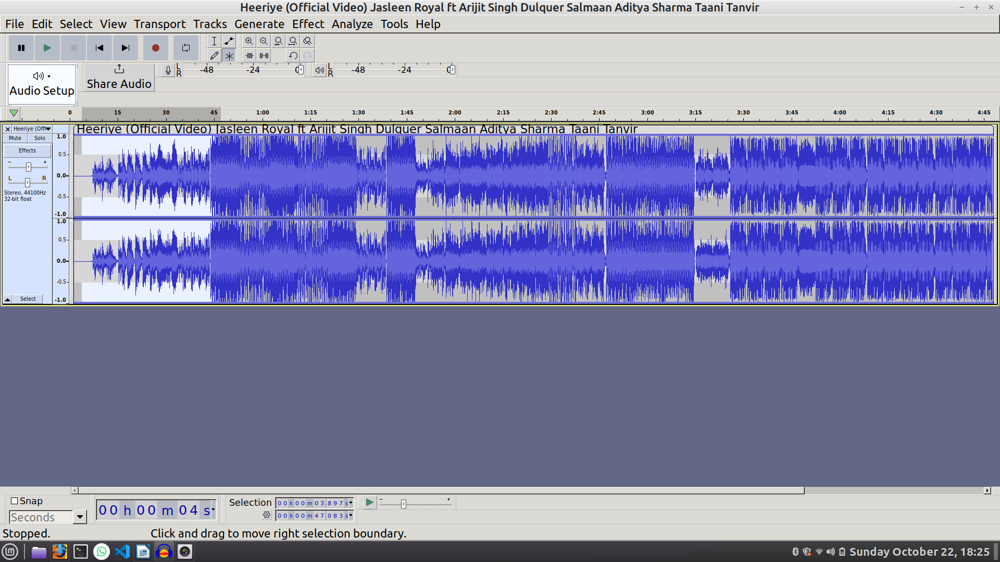 Heeriye (Official Video) Jasleen Royal ft Arijit Singh Dulquer Salmaan Aditya Sharma Taani Tanvir
File Edit Select View Transport Tracks Generate Effect Analyze Tools Help
L
R
-48 -24 0
L
R
-48 -24 0
Audio Setup
Share Audio
0 15 30 45 1:00 1:15 1:30 1:45 2:00 2:15 2:30 2:45 3:00 3:15 3:30 3:45 4:00 4:15 4:30 4:45
Heeriye (Offi
Heeriye (Official Video) Jasleen Royal ft Arijit Singh Dulquer Salmaan Aditya Sharma Taani Tanvir
Mute Solo
Effects
- +
L R
Stereo, 44100Hz
32-bit float
Select
1.0
0.5
0.0
-0.5
-1.0
1.0
0.5
0.0
-0.5
-1.0
Snap
Seconds
00 h 00 m 04 s
Selection
00 h 00 m 03.897 s
00 h 00 m 47.083 s
- +
Stopped.
Click and drag to move right selection boundary.
lm
Sunday October 22, 18:25